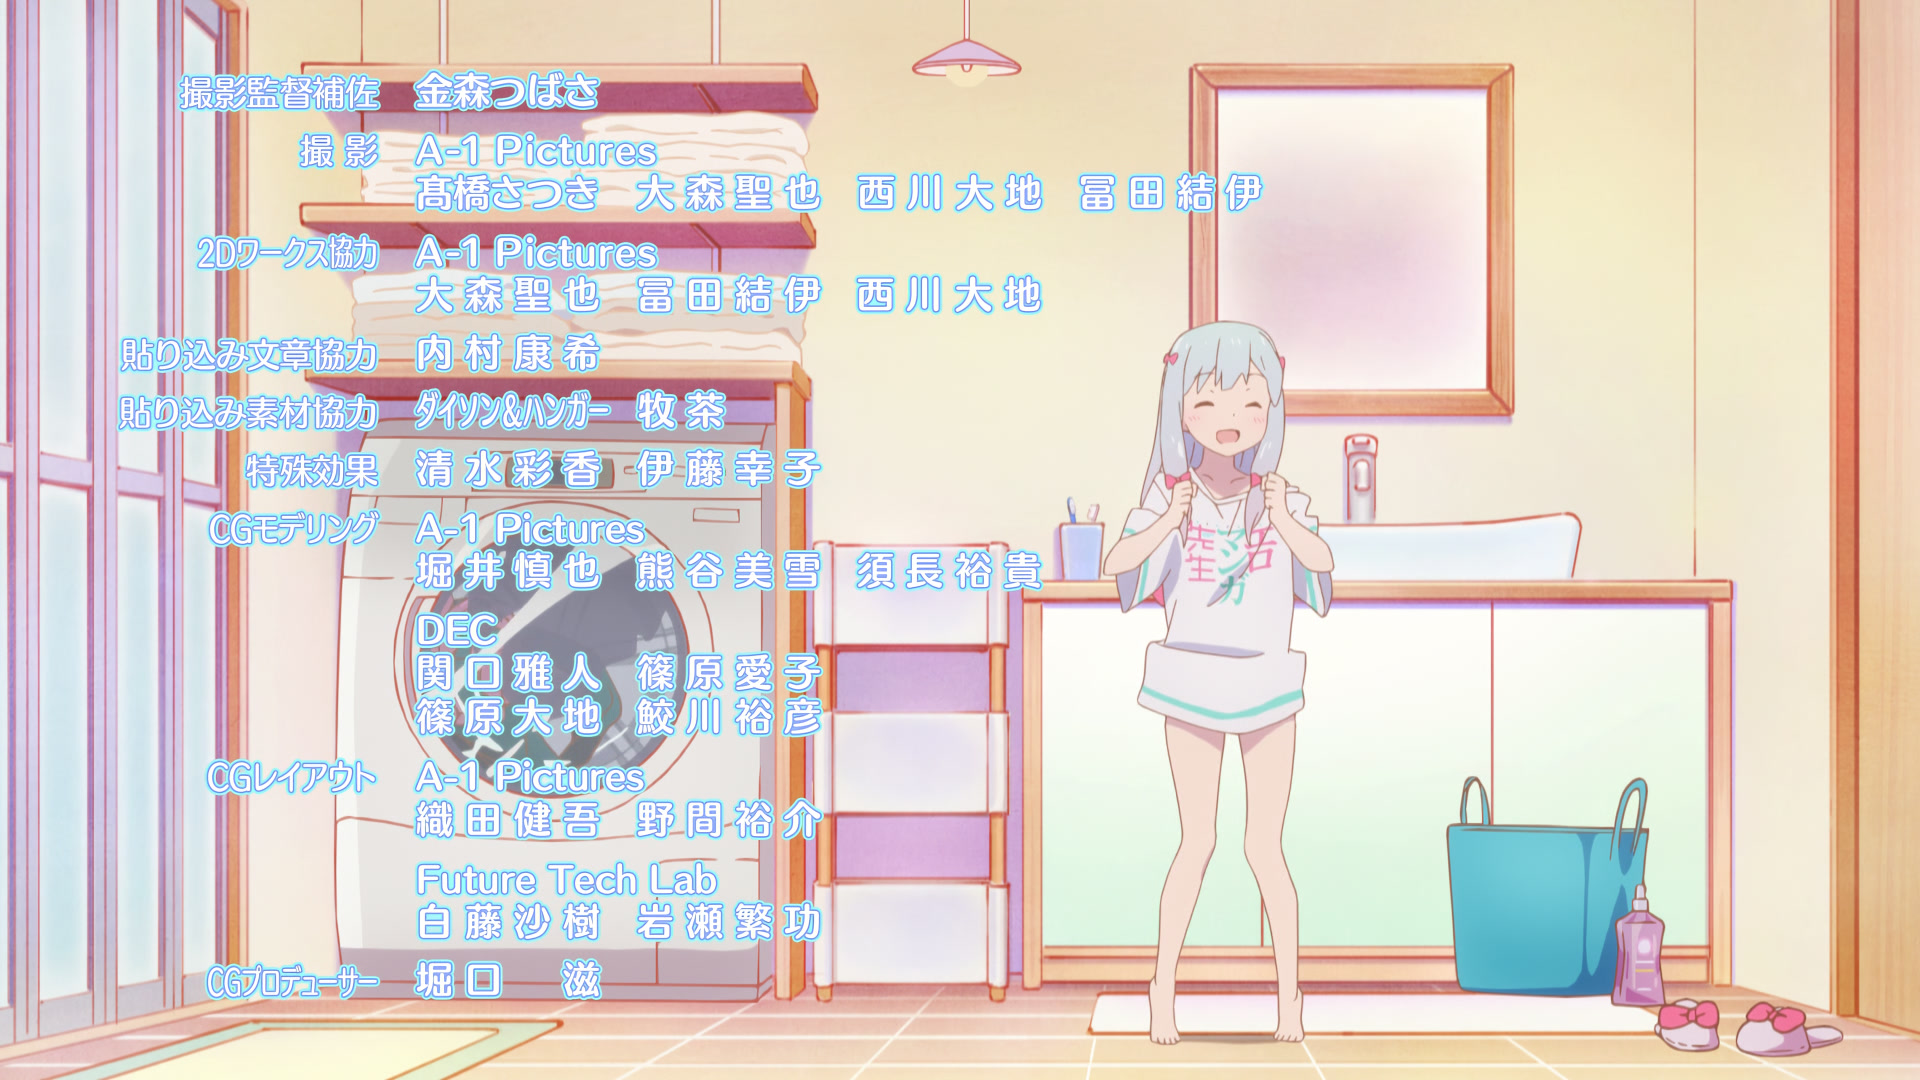 撮影監督補佐 金森つばさ
撮影 A-1 Pictures
髙橋さつき 大森聖也 西川大地 冨田結伊
2Dワークス協力 A-1 Pictures
大森聖也 冨田結伊 西川大地
貼り込み文章協力 内村康希
貼り込み素材協力 ダイソン&ハンガー 牧茶
特殊効果 清水彩香 伊藤幸子
CGモデリング A-1 Pictures
堀井慎也 熊谷美雪 須長裕貴
DEC
関口雅人 篠原愛子
篠原大地 鮫川裕彦
CGレイアウト A-1 Pictures
織田健吾 野間裕介
Future Tech Lab
白藤沙樹 岩瀬繁功
CGプロデューサー 堀口 滋
マンガ
先生